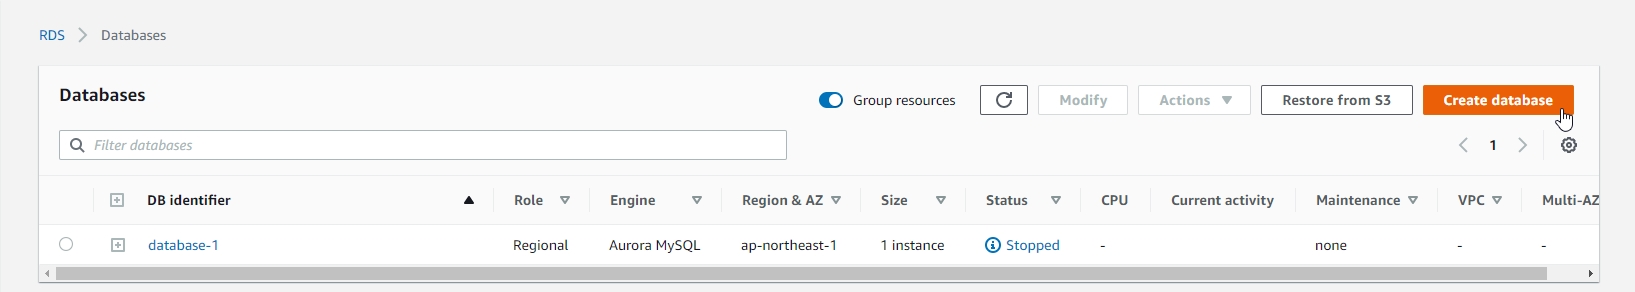 RDS > Databases
Databases
Group resources Modify Actions Restore from S3 Create database
Filter databases
1
DB identifier Role Engine Region & AZ Size Status CPU Current activity Maintenance VPC Multi-AZ
database-1 Regional Aurora MySQL ap-northeast-1 1 instance Stopped - none - -